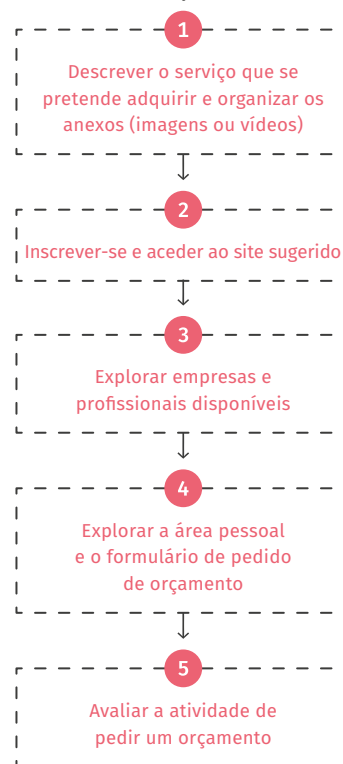 1
Descrever o serviço que se
pretende adquirir e organizar os
anexos (imagens ou vídeos)
2
Inscrever-se e aceder ao site sugerido
3
Explorar empresas e
profissionais disponíveis
4
Explorar a área pessoal
e o formulário de pedido
de orçamento
5
Avaliar a atividade de
pedir um orçamento